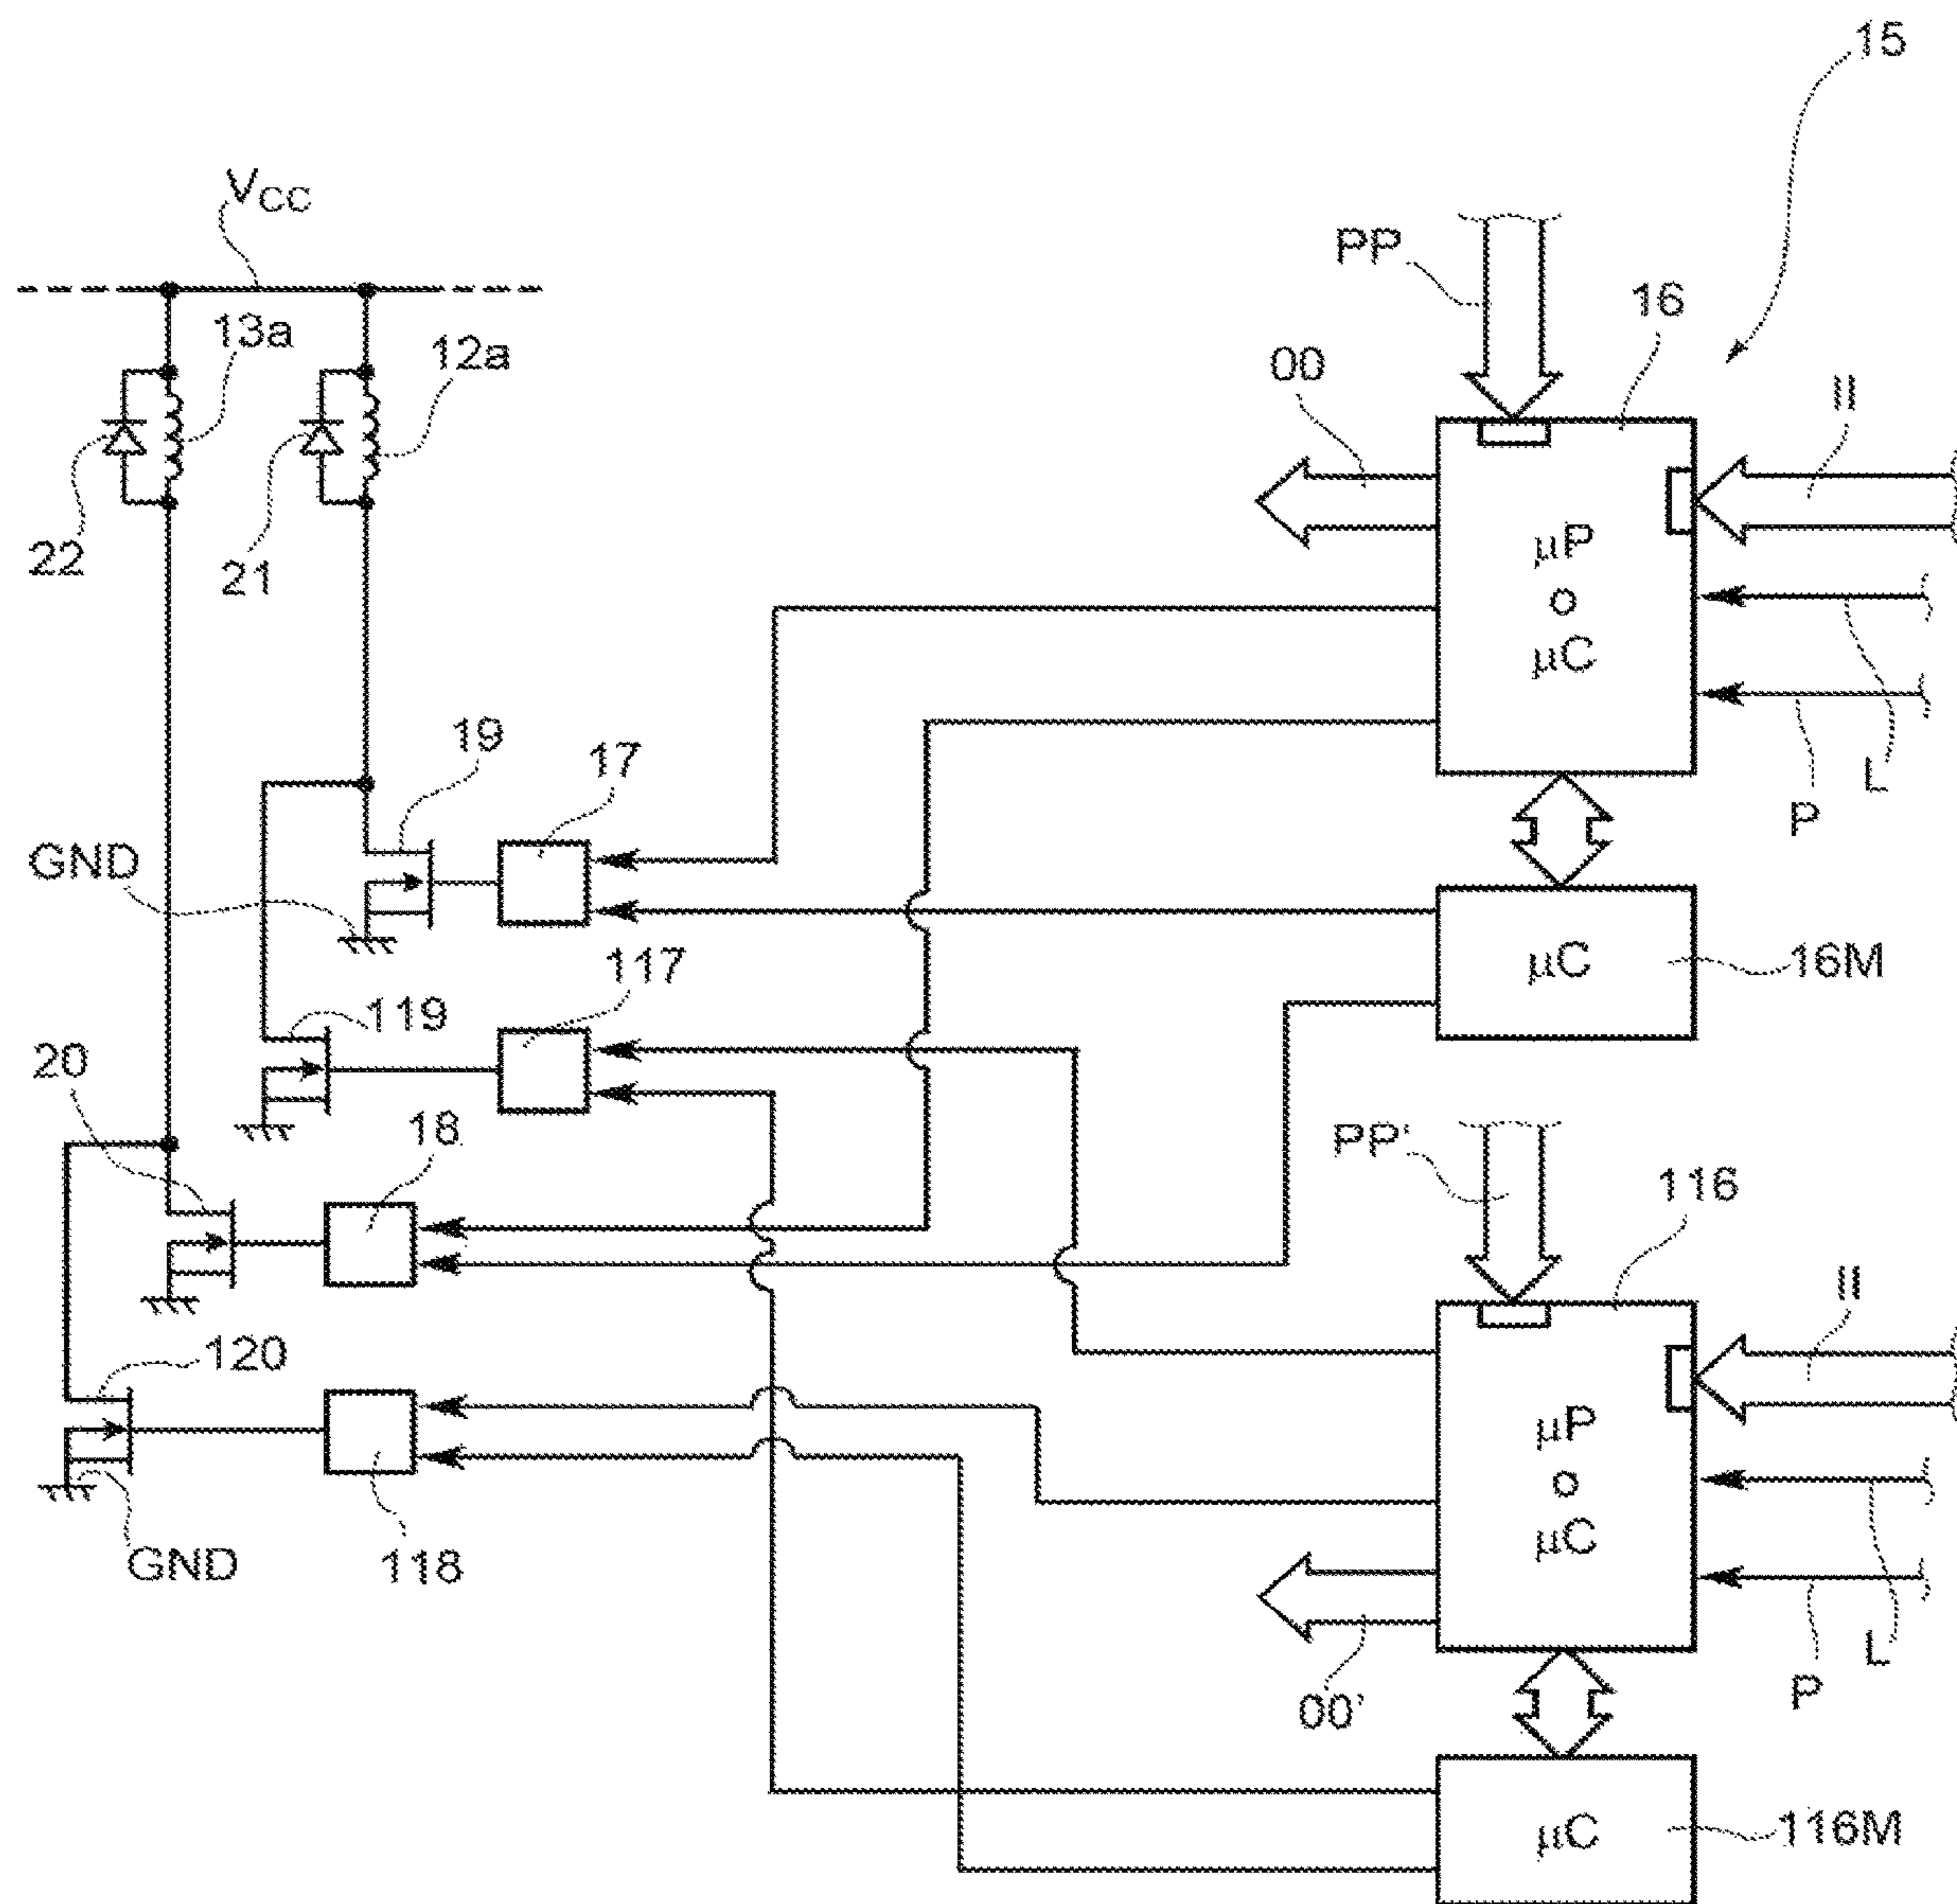 15
VCC
PP
16
13a
12a
00
II
µP
o
µC
22
21
L
P
19
17
GND
µC
16M
117
119
20
18
PP'
116
II
120
µP
o
µC
GND
118
L
P
00'
µC
116M